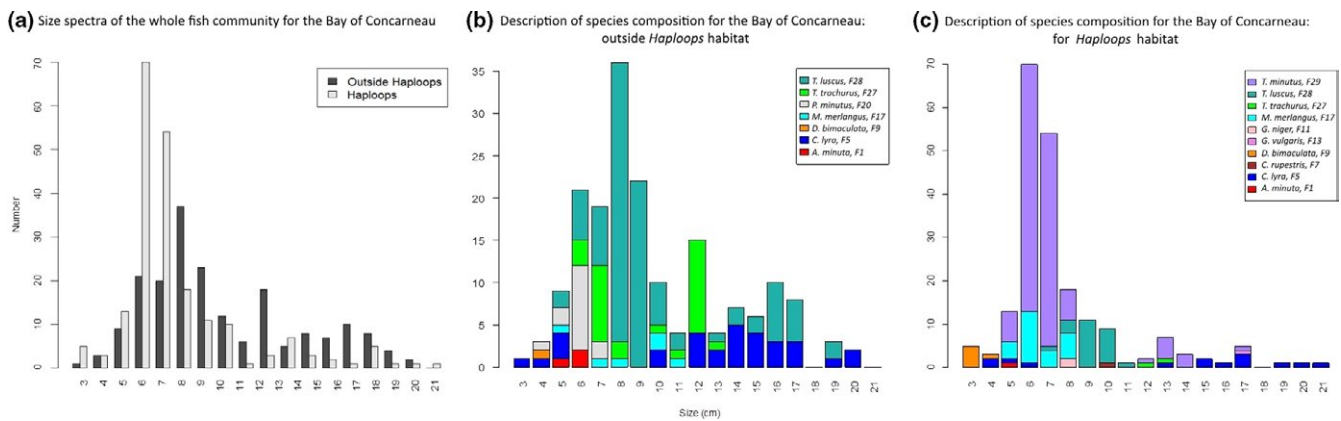 (a) Size spectra of the whole fish community for the Bay of Concarneau
70
60
50
40
30
20
10
0
Number
Outside Haploops
Haploops
3 4 5 6 7 8 9 10 11 12 13 14 15 16 17 18 19 20 21
(b) Description of species composition for the Bay of Concarneau:
outside Haploops habitat
35
30
25
20
15
10
5
0
T. luscus, F28
T. trachurus, F27
P. minutus, F20
M. merlangus, F17
D. bimaculata, F9
C. lyra, F5
A. minuta, F1
3 4 5 6 7 8 9 10 11 12 13 14 15 16 17 18 19 20 21
Size (cm)
(c) Description of species composition for the Bay of Concarneau:
for Haploops habitat
70
60
50
40
30
20
10
0
T. minutus, F29
T. luscus, F28
T. trachurus, F27
M. merlangus, F17
G. niger, F11
G. vulgaris, F13
D. bimaculata, F9
C. rupestris, F7
C. lyra, F5
A. minuta, F1
3 4 5 6 7 8 9 10 11 12 13 14 15 16 17 18 19 20 21